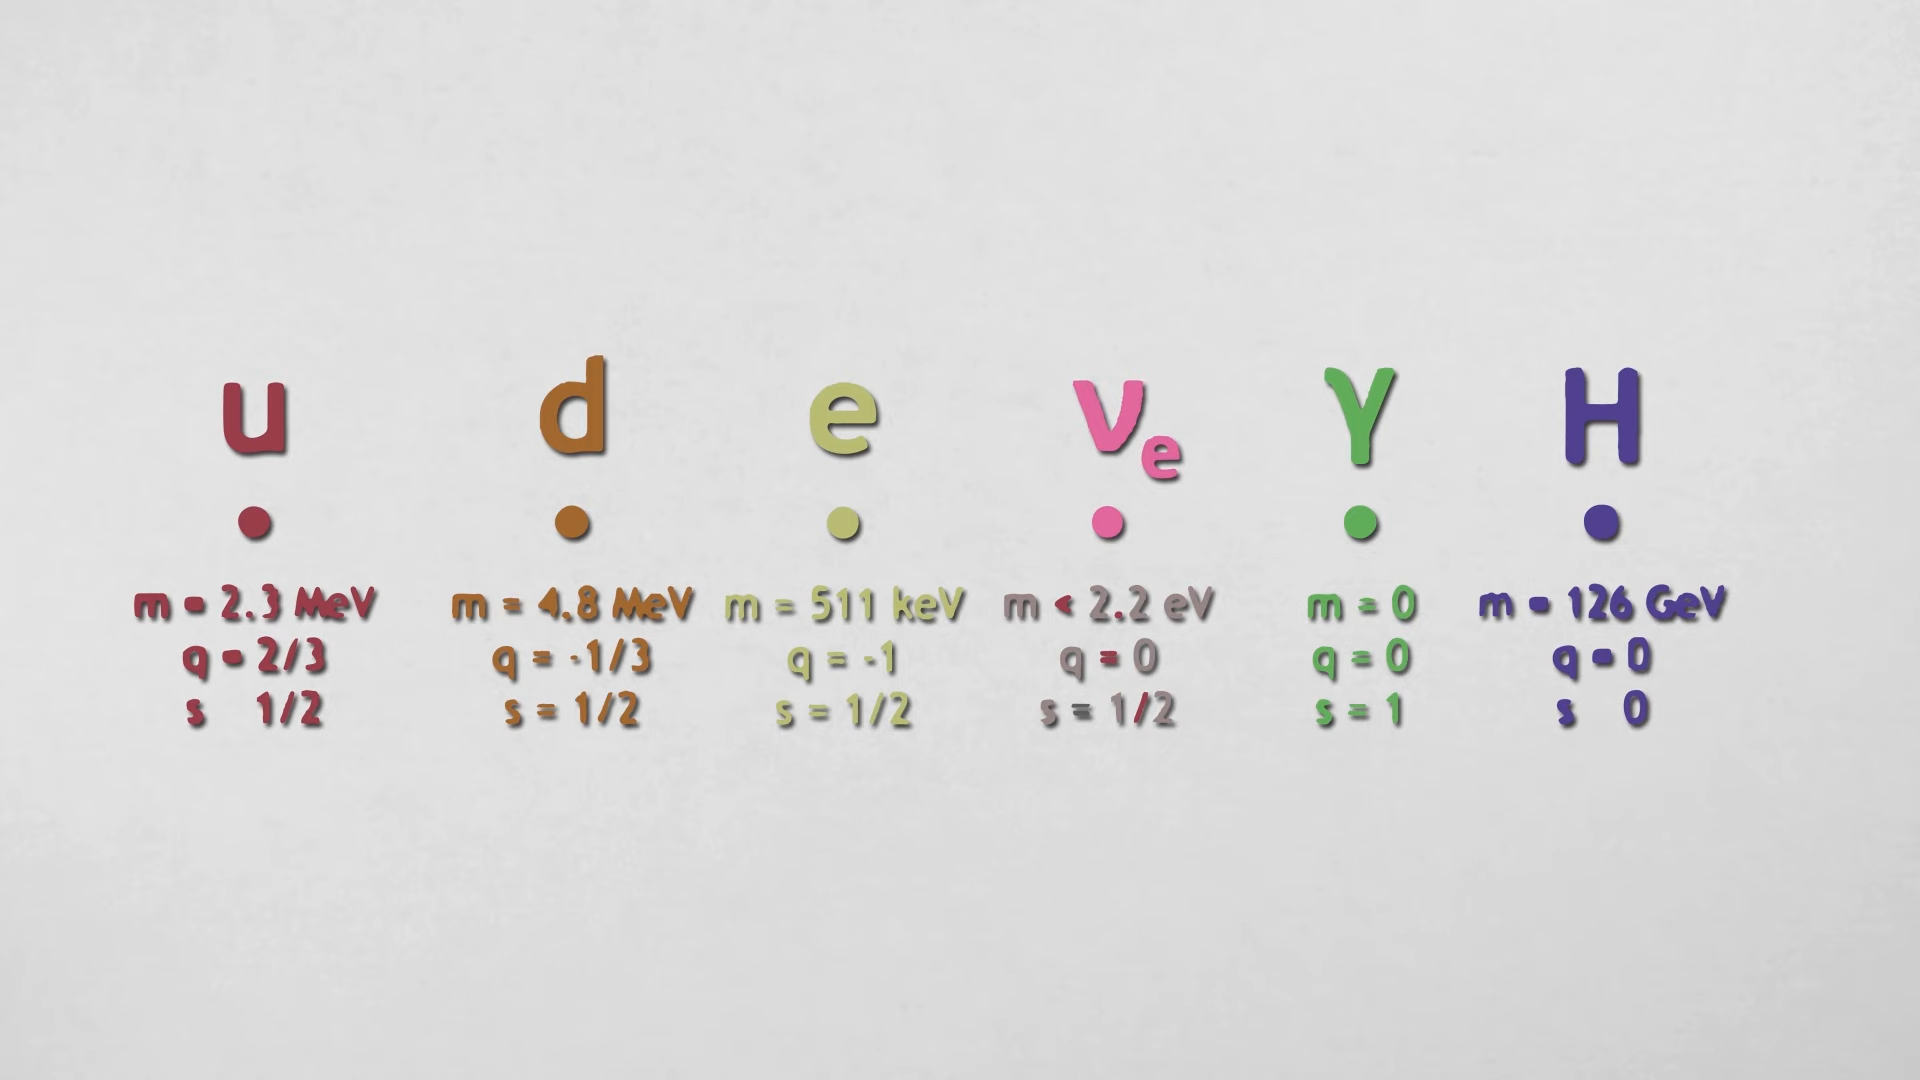 u d e νe γ H
m = 2.3 MeV m = 4.8 MeV m = 511 keV m < 2.2 eV m = 0 m = 126 GeV
q = 2/3 q = -1/3 q = -1 q = 0 q = 0 q = 0
s 1/2 s = 1/2 s = 1/2 s = 1/2 s = 1 s 0